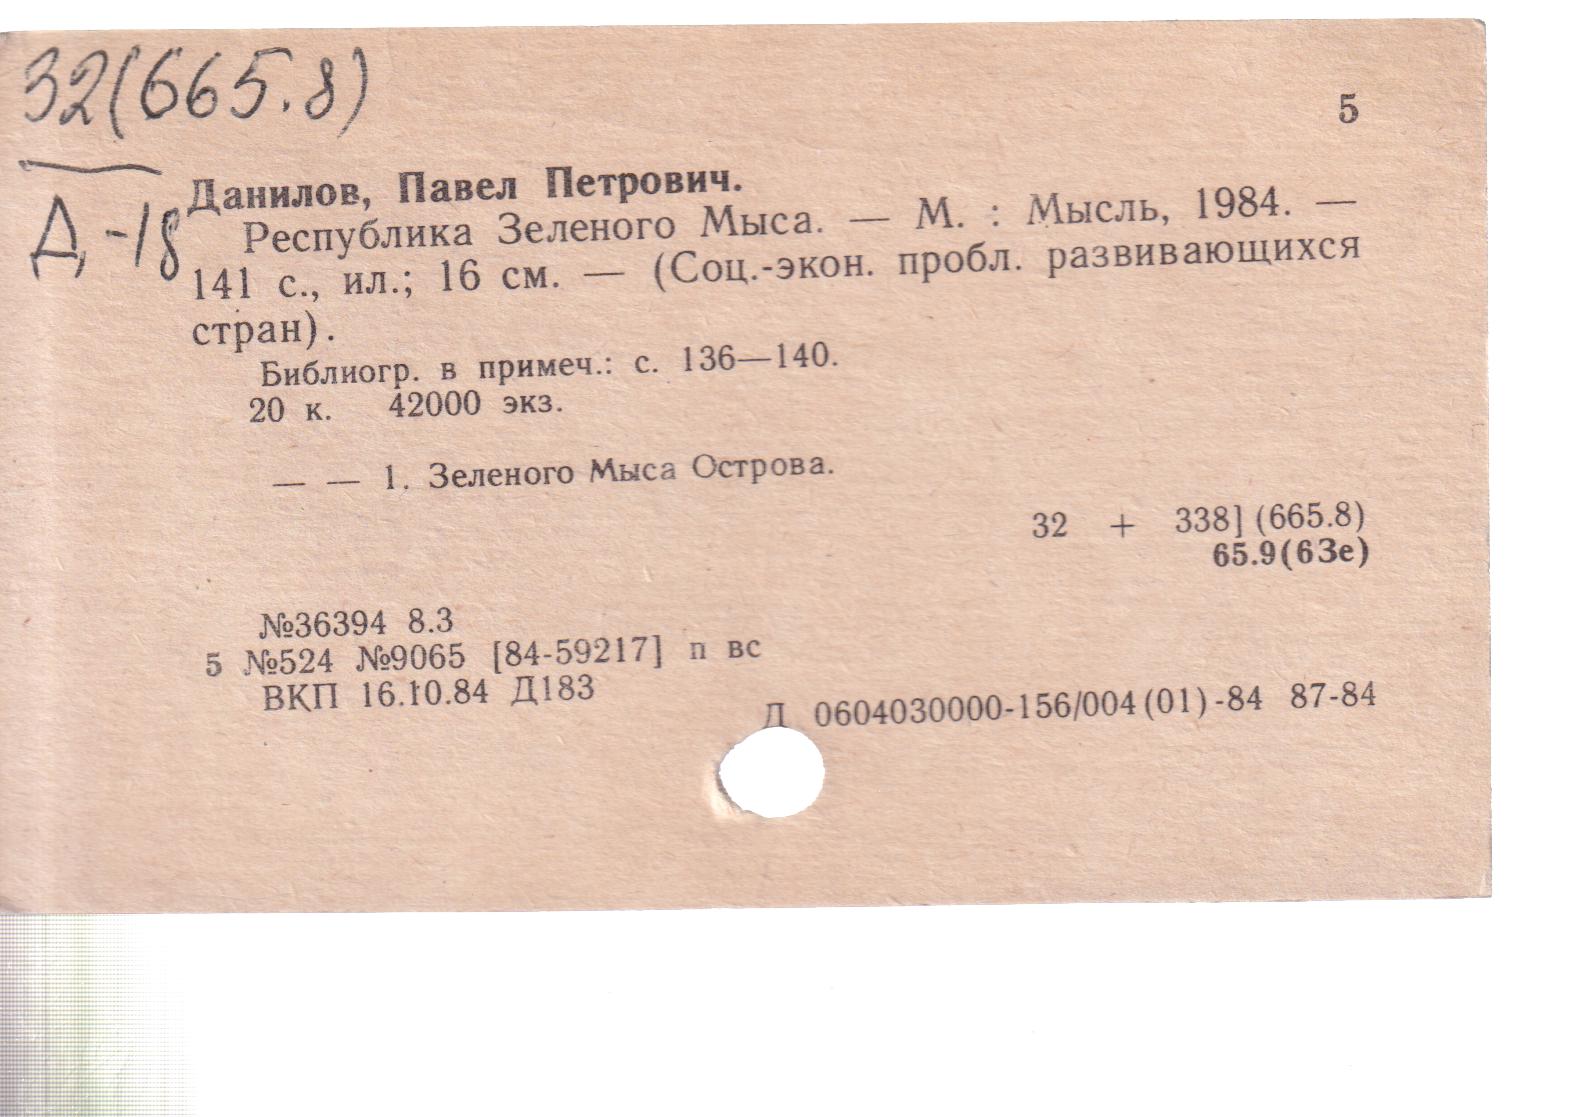 32(665.8)
5
Д-18
Данилов, Павел Петрович.
Республика Зеленого Мыса. — М. : Мысль, 1984. —
141 с., ил.; 16 см. — (Соц.-экон. пробл. развивающихся
стран).
Библиогр. в примеч.: с. 136—140.
20 к. 42000 экз.
— — 1. Зеленого Мыса Острова.
32 + 338] (665.8)
65.9(6Зе)
№36394 8.3
5 №524 №9065 [84-59217] п вс
ВКП 16.10.84 Д183
Д 0604030000-156/004(01)-84 87-84